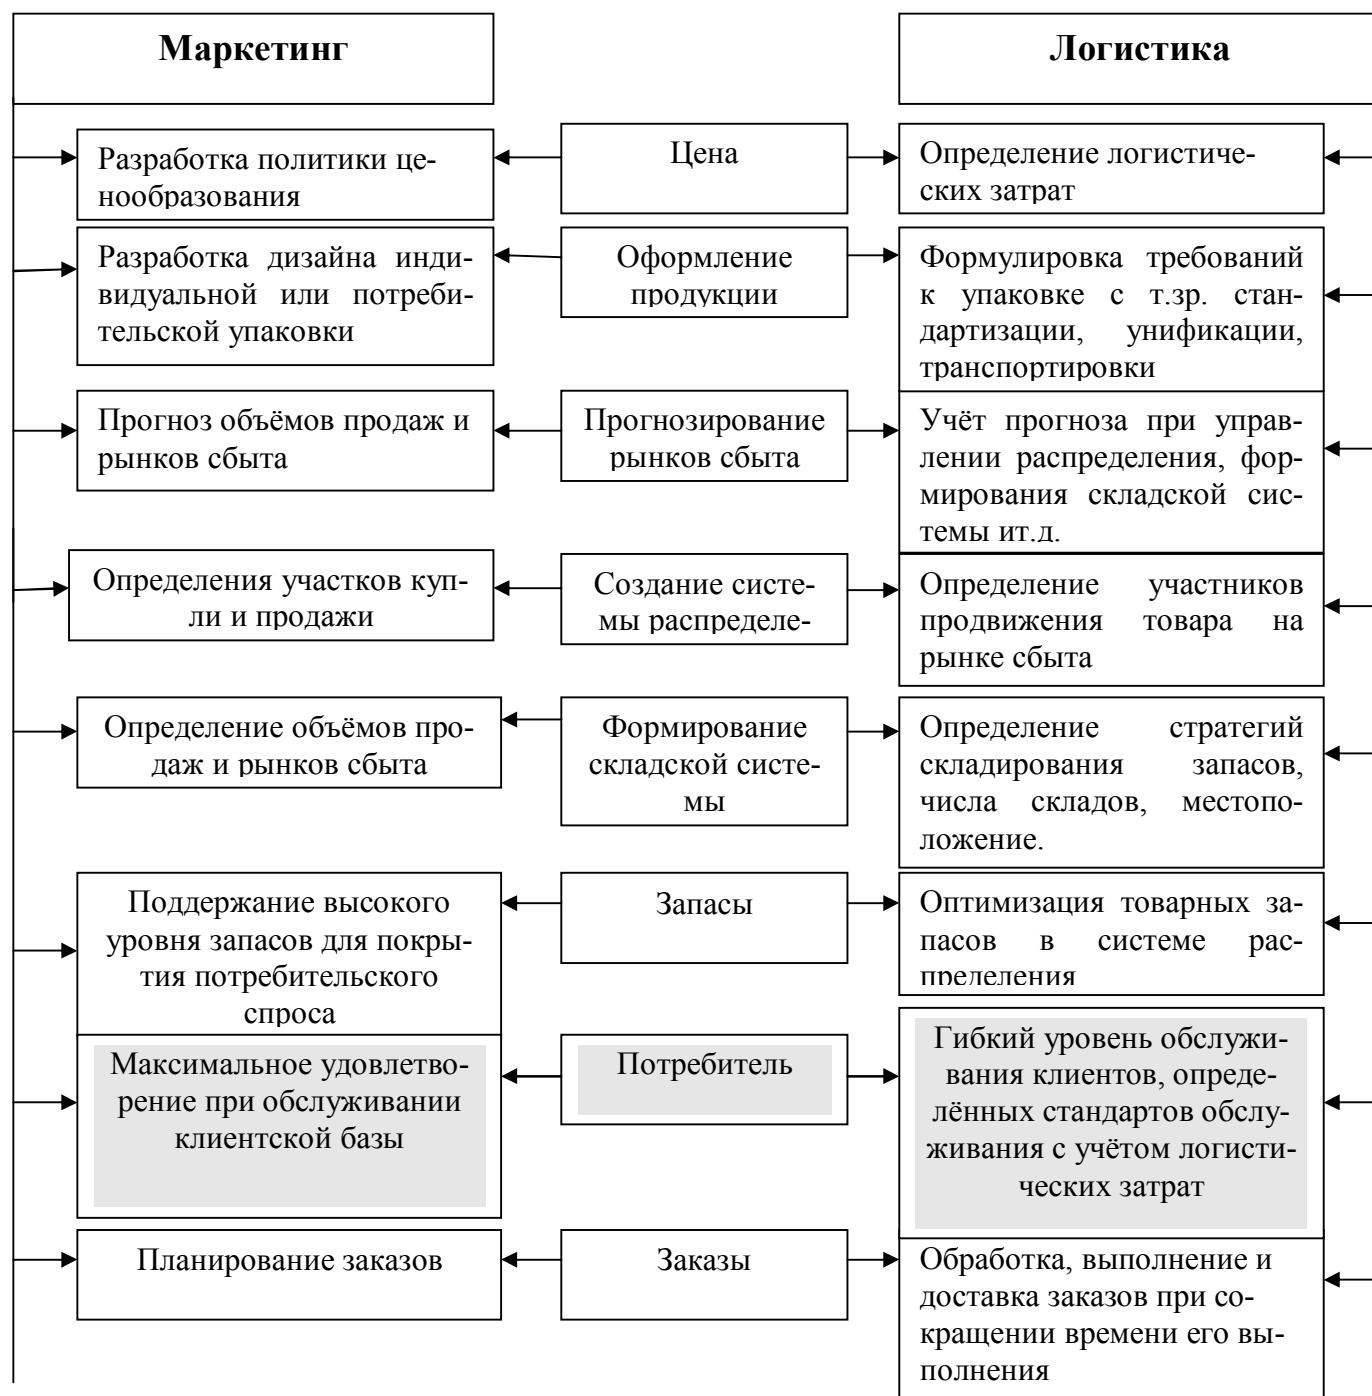 Маркетинг
Логистика
Разработка политики це-
нообразования
Цена
Определение логистиче-
ских затрат
Разработка дизайна инди-
видуальной или потреби-
тельской упаковки
Оформление
продукции
Формулировка требований
к упаковке с т.зр. стан-
дартизации, унификации,
транспортировки
Прогноз объёмов продаж и
рынков сбыта
Прогнозирование
рынков сбыта
Учёт прогноза при управ-
лении распределения, фор-
мирования складской сис-
темы ит.д.
Определения участков куп-
ли и продажи
Создание систе-
мы распределе-
Определение участников
продвижения товара на
рынке сбыта
Определение объёмов про-
даж и рынков сбыта
Формирование
складской систе-
мы
Определение стратегий
складирования запасов,
числа складов, местопо-
ложение.
Поддержание высокого
уровня запасов для покры-
тия потребительского
спроса
Запасы
Оптимизация товарных за-
пасов в системе рас-
пределения
Максимальное удовлетво-
рение при обслуживании
клиентской базы
Потребитель
Гибкий уровень обслужи-
вания клиентов, опреде-
лённых стандартов обслу-
живания с учётом логисти-
ческих затрат
Планирование заказов
Заказы
Обработка, выполнение и
доставка заказов при со-
кращении времени его вы-
полнения